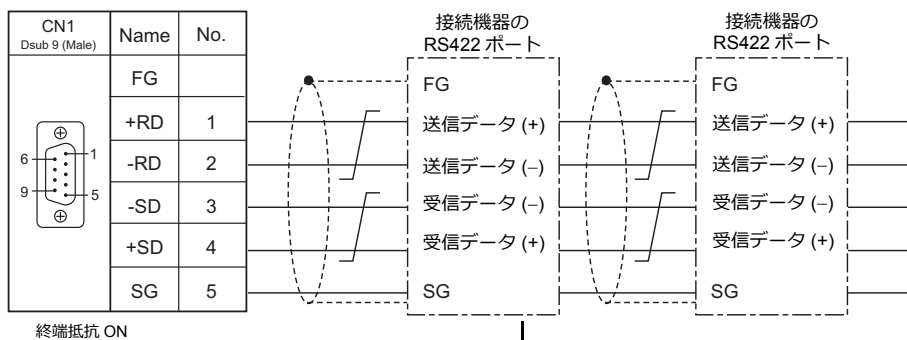 CN1
Dsub 9 (Male)
Name
No.
FG
+RD
1
-RD
2
-SD
3
+SD
4
SG
5
6
1
9
5
終端抵抗 ON
接続機器の
RS422 ポート
FG
送信データ (+)
送信データ (−)
受信データ (−)
受信データ (+)
SG
接続機器の
RS422 ポート
FG
送信データ (+)
送信データ (−)
受信データ (−)
受信データ (+)
SG